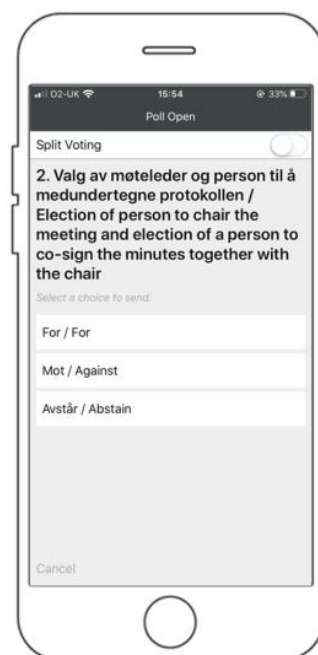 O2-UK 15:54 33%
Poll Open
Split Voting
2. Valg av møteleder og person til å
medundertegne protokollen /
Election of person to chair the
meeting and election of a person to
co-sign the minutes together with
the chair
Select a choice to send.
For / For
Mot / Against
Avstår / Abstain
Cancel